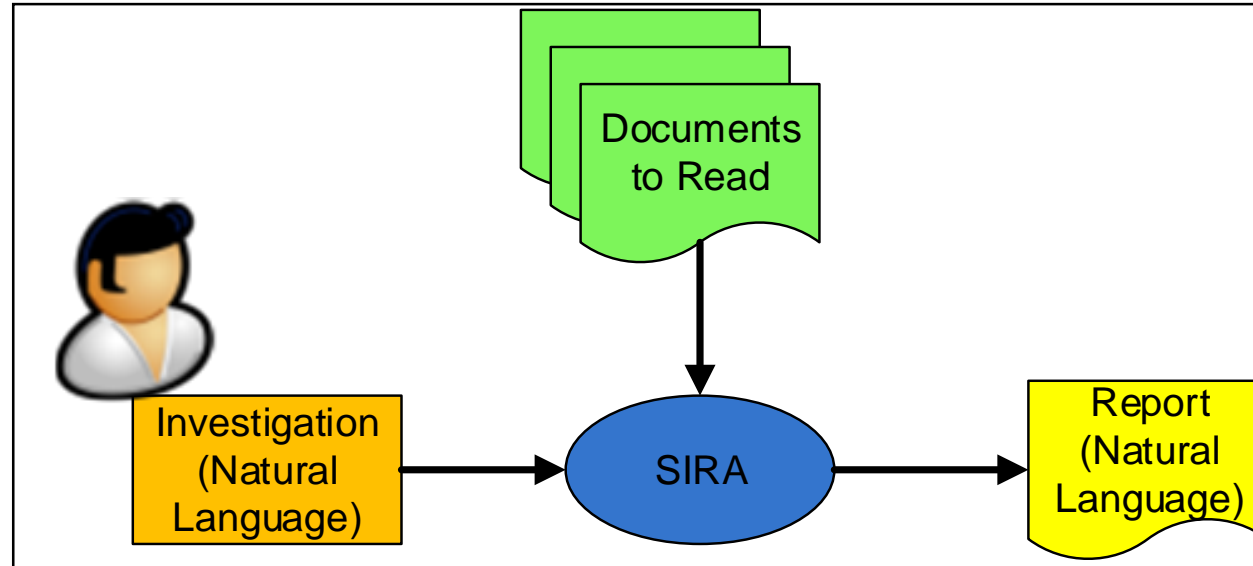 Documents
to Read
Investigation
(Natural
Language)
SIRA
Report
(Natural
Language)